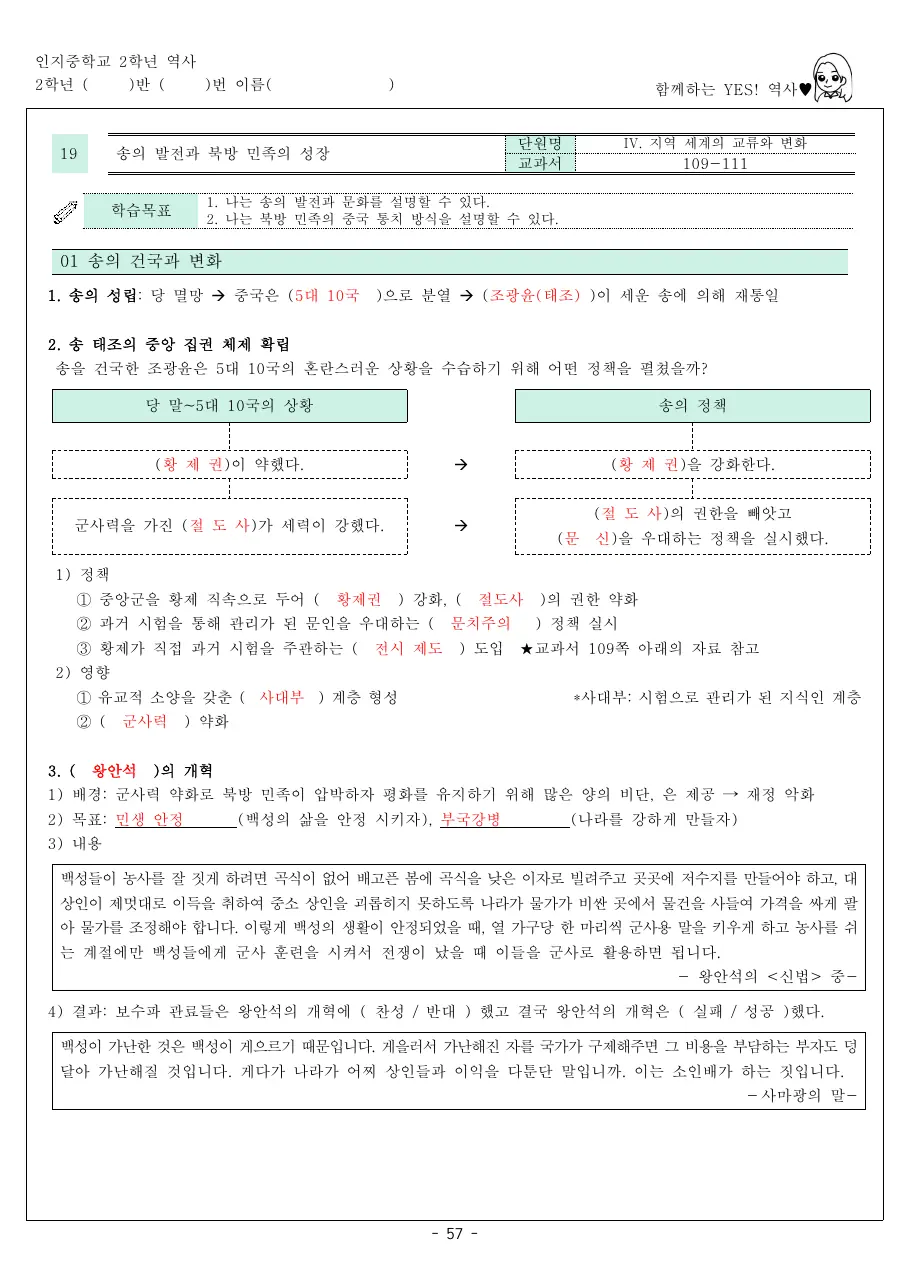 인지중학교 2학년 역사
2학년 (    )반 (    )번 이름(            )
함께하는 YES! 역사♥
19
송의 발전과 북방 민족의 성장
단원명
IV. 지역 세계의 교류와 변화
교과서
109-111
학습목표
1. 나는 송의 발전과 문화를 설명할 수 있다.
2. 나는 북방 민족의 중국 통치 방식을 설명할 수 있다.
01 송의 건국과 변화
1. 송의 성립: 당 멸망 → 중국은 (5대 10국  )으로 분열 → (조광윤(태조) )이 세운 송에 의해 재통일
2. 송 태조의 중앙 집권 체제 확립
송을 건국한 조광윤은 5대 10국의 혼란스러운 상황을 수습하기 위해 어떤 정책을 펼쳤을까?
당 말~5대 10국의 상황
송의 정책
(황 제 권)이 약했다.
→
(황 제 권)을 강화한다.
군사력을 가진 (절 도 사)가 세력이 강했다.
→
(절 도 사)의 권한을 빼앗고
(문  신)을 우대하는 정책을 실시했다.
1) 정책
① 중앙군을 황제 직속으로 두어 (  황제권  ) 강화, (  절도사  )의 권한 약화
② 과거 시험을 통해 관리가 된 문인을 우대하는 (  문치주의   ) 정책 실시
③ 황제가 직접 과거 시험을 주관하는 (  전시 제도  ) 도입  ★교과서 109쪽 아래의 자료 참고
2) 영향
① 유교적 소양을 갖춘 (  사대부  ) 계층 형성 *사대부: 시험으로 관리가 된 지식인 계층
② (  군사력  ) 약화
3. (  왕안석  )의 개혁
1) 배경: 군사력 약화로 북방 민족이 압박하자 평화를 유지하기 위해 많은 양의 비단, 은 제공 → 재정 악화
2) 목표: 민생 안정      (백성의 삶을 안정 시키자), 부국강병        (나라를 강하게 만들자)
3) 내용
백성들이 농사를 잘 짓게 하려면 곡식이 없어 배고픈 봄에 곡식을 낮은 이자로 빌려주고 곳곳에 저수지를 만들어야 하고, 대
상인이 제멋대로 이득을 취하여 중소 상인을 괴롭히지 못하도록 나라가 물가가 비싼 곳에서 물건을 사들여 가격을 싸게 팔
아 물가를 조정해야 합니다. 이렇게 백성의 생활이 안정되었을 때, 열 가구당 한 마리씩 군사용 말을 키우게 하고 농사를 쉬
는 계절에만 백성들에게 군사 훈련을 시켜서 전쟁이 났을 때 이들을 군사로 활용하면 됩니다.
- 왕안석의 <신법> 중-
4) 결과: 보수파 관료들은 왕안석의 개혁에 ( 찬성 / 반대 ) 했고 결국 왕안석의 개혁은 ( 실패 / 성공 )했다.
백성이 가난한 것은 백성이 게으르기 때문입니다. 게을러서 가난해진 자를 국가가 구제해주면 그 비용을 부담하는 부자도 덩
달아 가난해질 것입니다. 게다가 나라가 어찌 상인들과 이익을 다툰단 말입니까. 이는 소인배가 하는 짓입니다.
-사마광의 말-
- 57 -